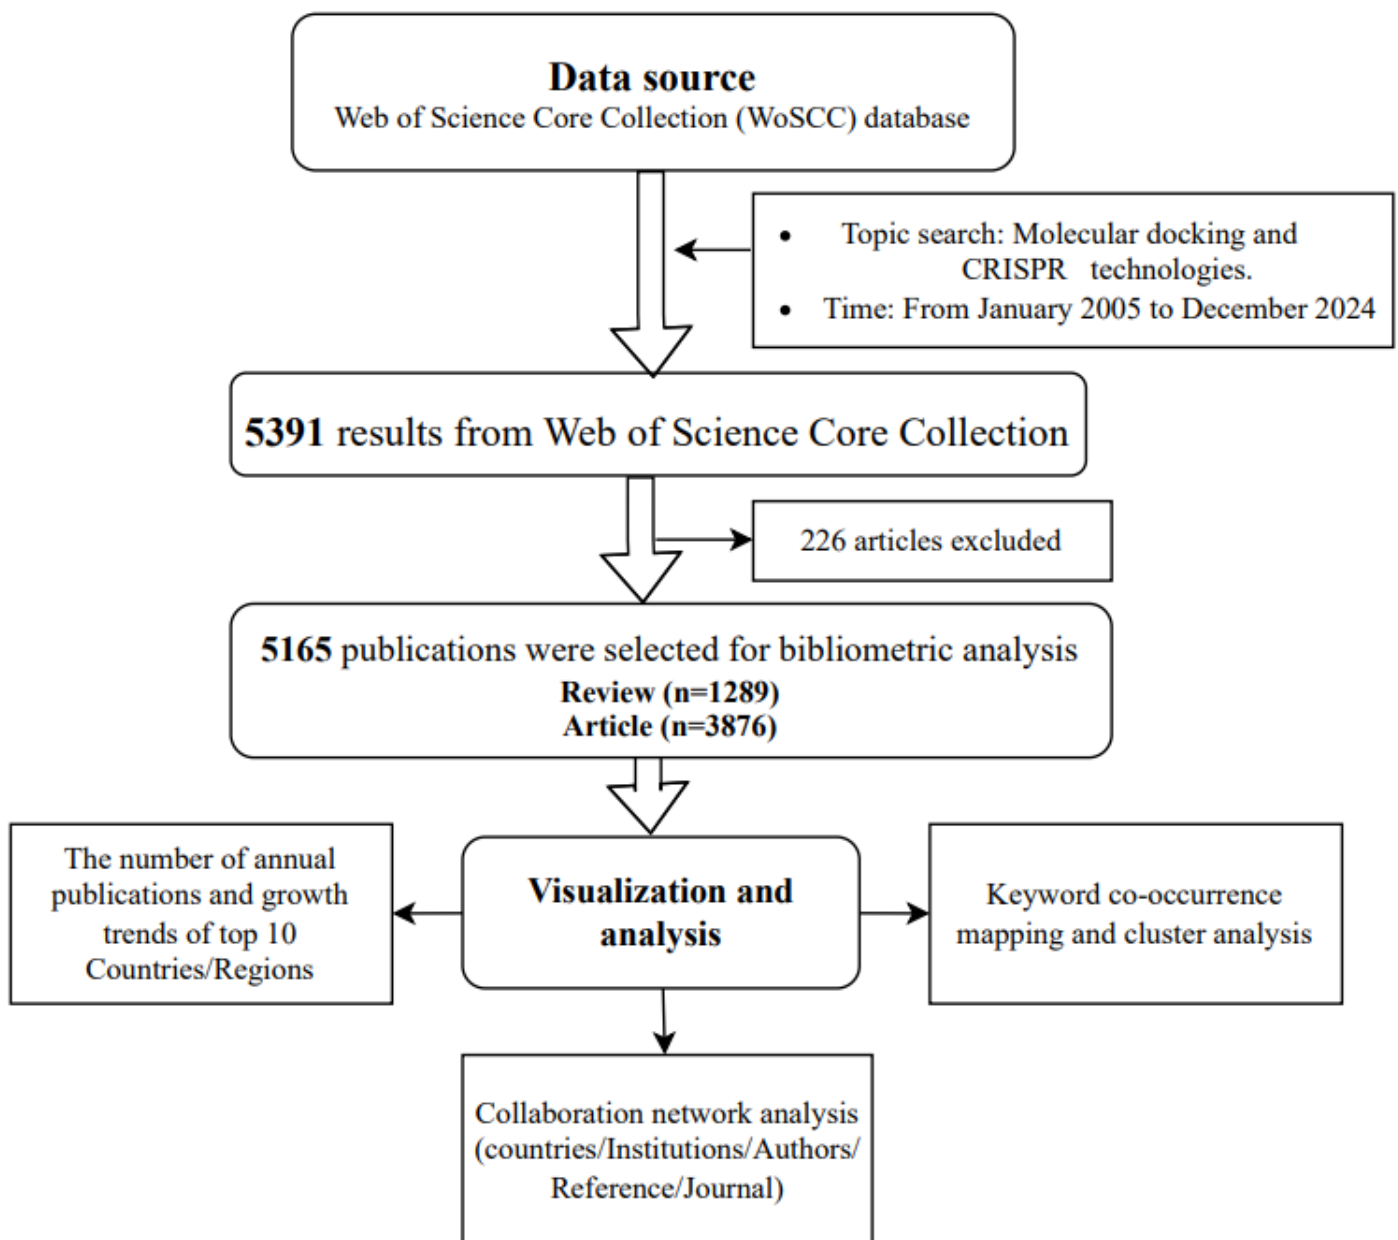 Data source
Web of Science Core Collection (WoSCC) database
• Topic search: Molecular docking and
CRISPR technologies.
• Time: From January 2005 to December 2024
5391 results from Web of Science Core Collection
226 articles excluded
5165 publications were selected for bibliometric analysis
Review (n=1289)
Article (n=3876)
The number of annual
publications and growth
trends of top 10
Countries/Regions
Visualization and
analysis
Keyword co-occurrence
mapping and cluster analysis
Collaboration network analysis
(countries/Institutions/Authors/
Reference/Journal)